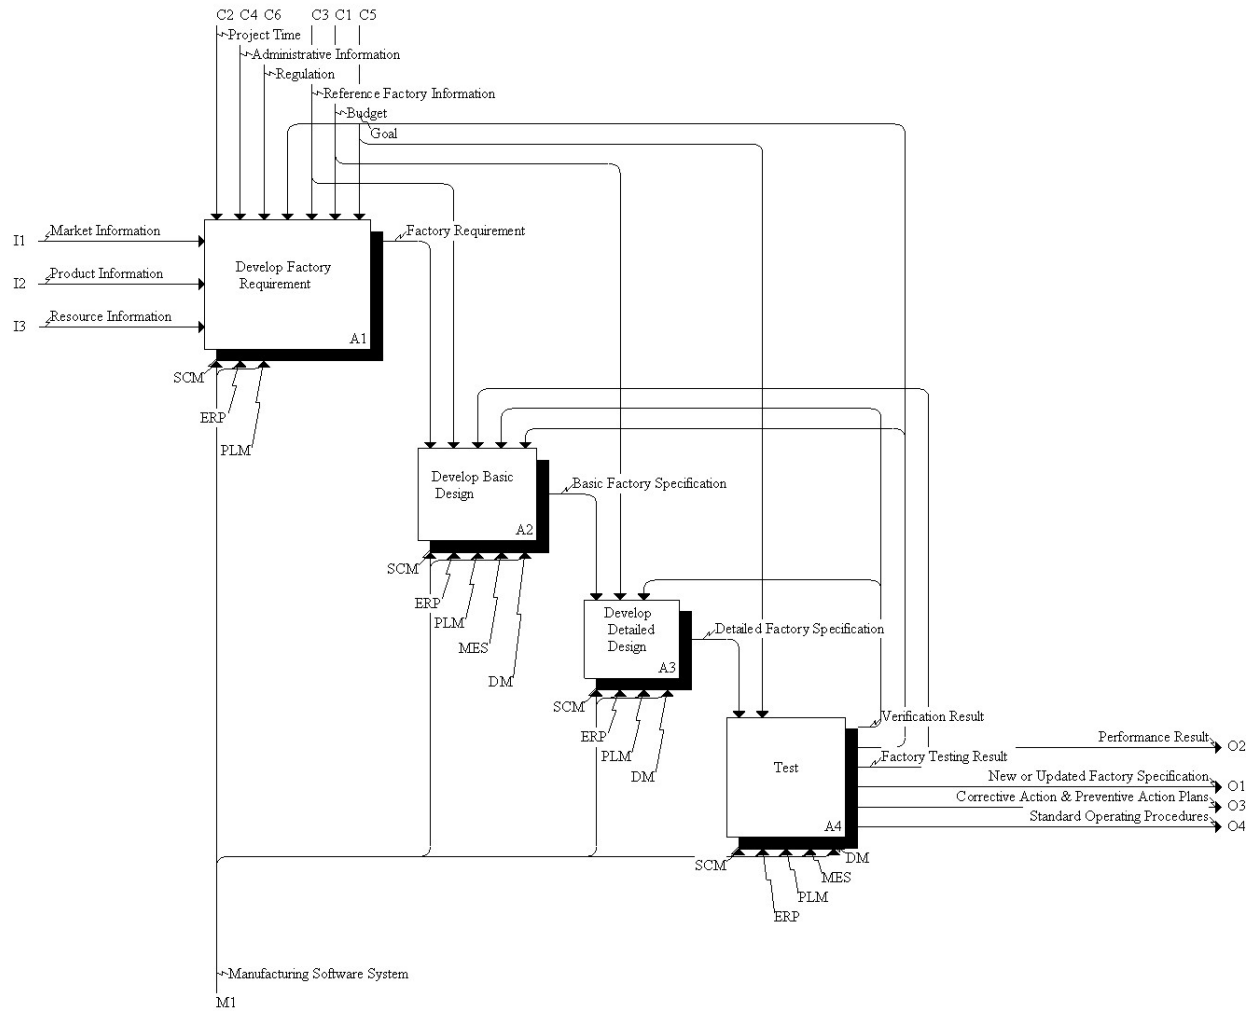 C2 C4 C6 C3 C1 C5
Project Time
Administrative Information
Regulation
Reference Factory Information
Budget
Goal
I1 Market Information
Factory Requirement
Develop Factory
Requirement
I2 Product Information
I3 Resource Information
A1
SCM
ERP
PLM
Develop Basic
Design
A2
Basic Factory Specification
SCM
ERP
PLM
MES
DM
Develop
Detailed
Design
A3
Detailed Factory Specification
SCM
ERP
PLM
DM
Verification Result
Performance Result O2
Factory Testing Result
Test
New or Updated Factory Specification O1
Corrective Action & Preventive Action Plans O3
Standard Operating Procedures O4
A4
SCM
DM
MES
PLM
ERP
Manufacturing Software System
M1